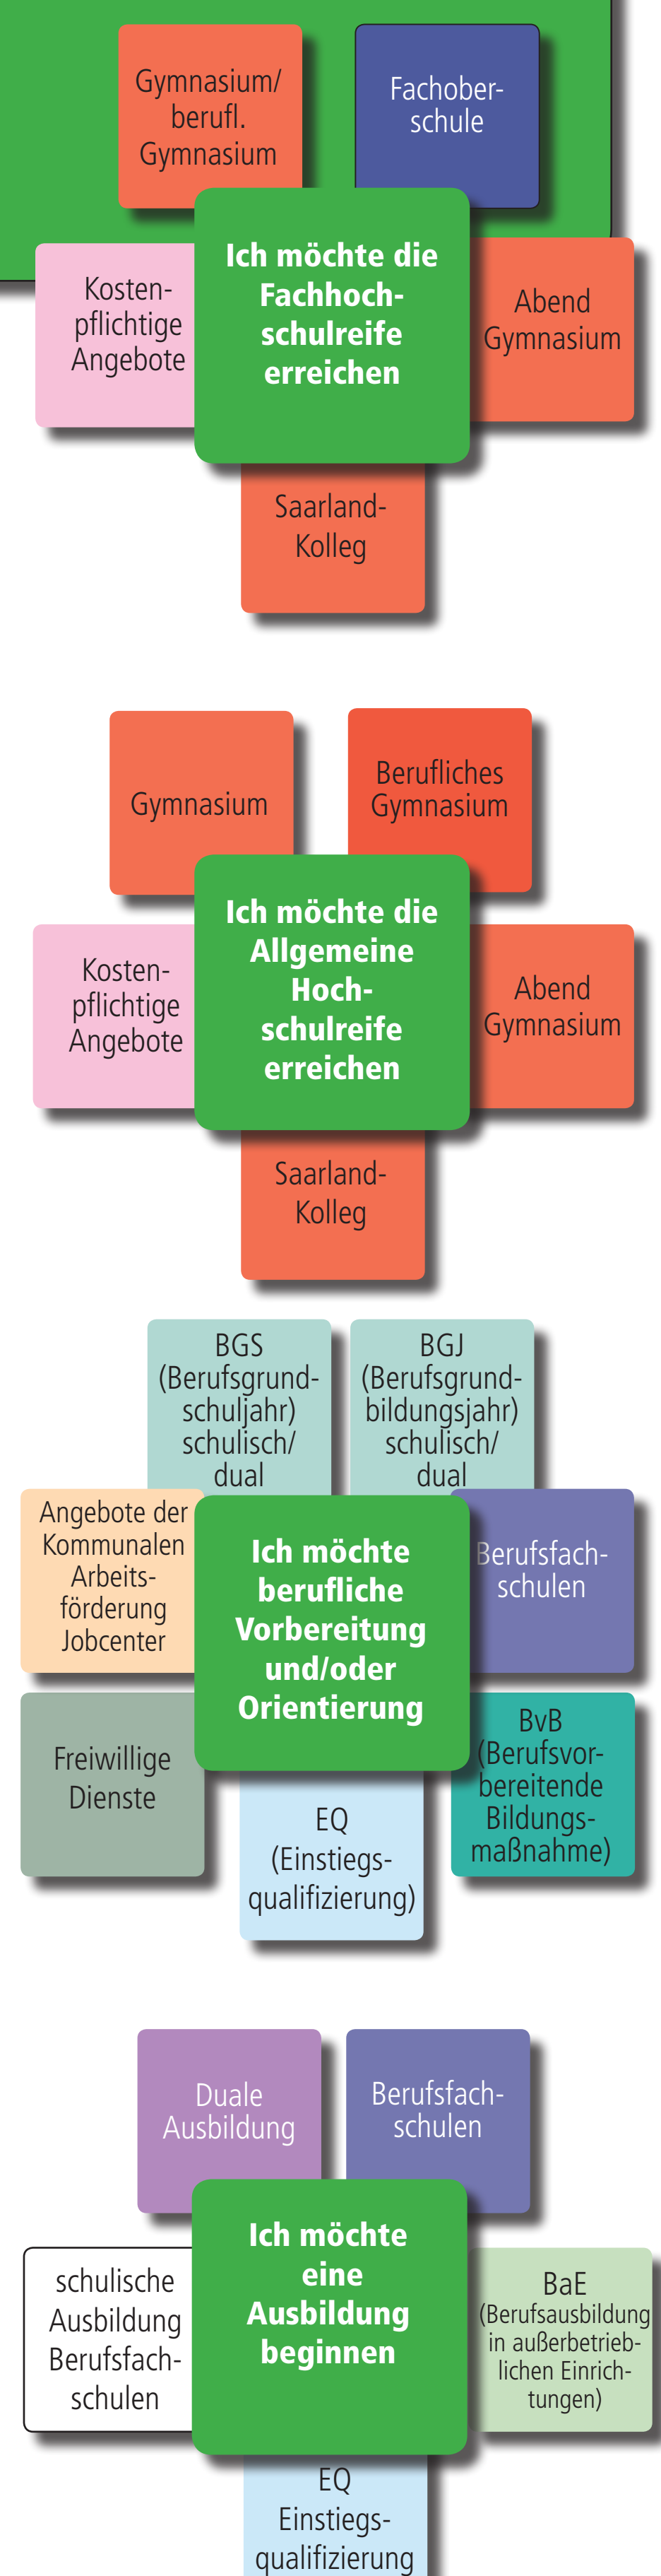 Gymnasium/
berufl.
Gymnasium
Fachober-
schule
Kosten-
pflichtige
Angebote
Ich möchte die
Fachhoch-
schulreife
erreichen
Abend
Gymnasium
Saarland-
Kolleg
Gymnasium
Berufliches
Gymnasium
Kosten-
pflichtige
Angebote
Ich möchte die
Allgemeine
Hoch-
schulreife
erreichen
Abend
Gymnasium
Saarland-
Kolleg
BGS
(Berufsgrund-
schuljahr)
schulisch/
dual
BGJ
(Berufsgrund-
bildungsjahr)
schulisch/
dual
Angebote der
Kommunalen
Arbeits-
förderung
Jobcenter
Ich möchte
berufliche
Vorbereitung
und/oder
Orientierung
Berufsfach-
schulen
Freiwillige
Dienste
EQ
(Einstiegs-
qualifizierung)
BvB
(Berufsvor-
bereitende
Bildungs-
maßnahme)
Duale
Ausbildung
Berufsfach-
schulen
schulische
Ausbildung
Berufsfach-
schulen
Ich möchte
eine
Ausbildung
beginnen
BaE
(Berufsausbildung
in außerbetrieb-
lichen Einrich-
tungen)
EQ
Einstiegs-
qualifizierung